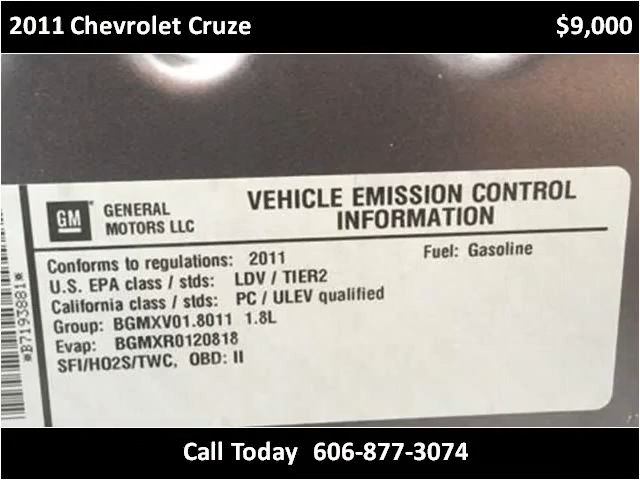 2011 Chevrolet Cruze $9,000
GM GENERAL MOTORS LLC
VEHICLE EMISSION CONTROL
INFORMATION
Conforms to regulations: 2011 Fuel: Gasoline
U.S. EPA class / stds: LDV / TIER2
California class / stds: PC / ULEV qualified
Group: BGMXV01.8011 1.8L
Evap: BGMXR0120818
SFI/HO2S/TWC, OBD: II
*B7193881*
Call Today 606-877-3074